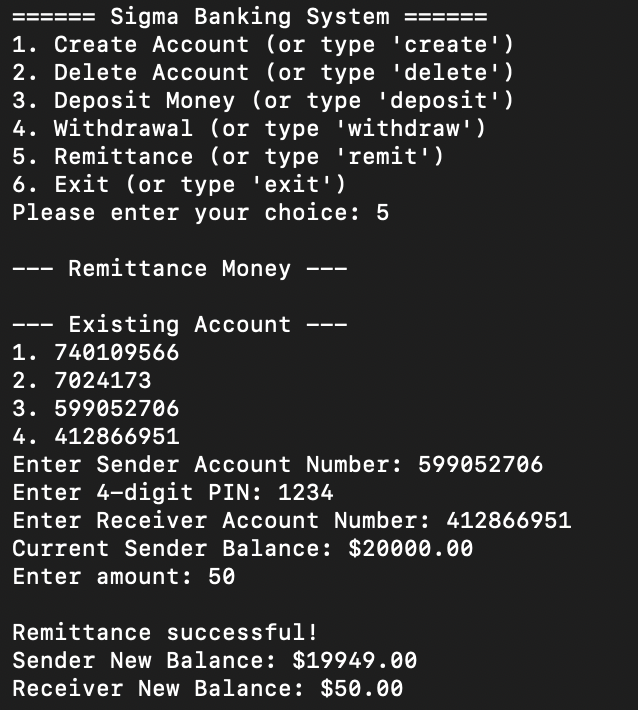 ====== Sigma Banking System ======
1. Create Account (or type 'create')
2. Delete Account (or type 'delete')
3. Deposit Money (or type 'deposit')
4. Withdrawal (or type 'withdraw')
5. Remittance (or type 'remit')
6. Exit (or type 'exit')
Please enter your choice: 5
--- Remittance Money ---
--- Existing Account ---
1. 740109566
2. 7024173
3. 599052706
4. 412866951
Enter Sender Account Number: 599052706
Enter 4-digit PIN: 1234
Enter Receiver Account Number: 412866951
Current Sender Balance: $20000.00
Enter amount: 50
Remittance successful!
Sender New Balance: $19949.00
Receiver New Balance: $50.00